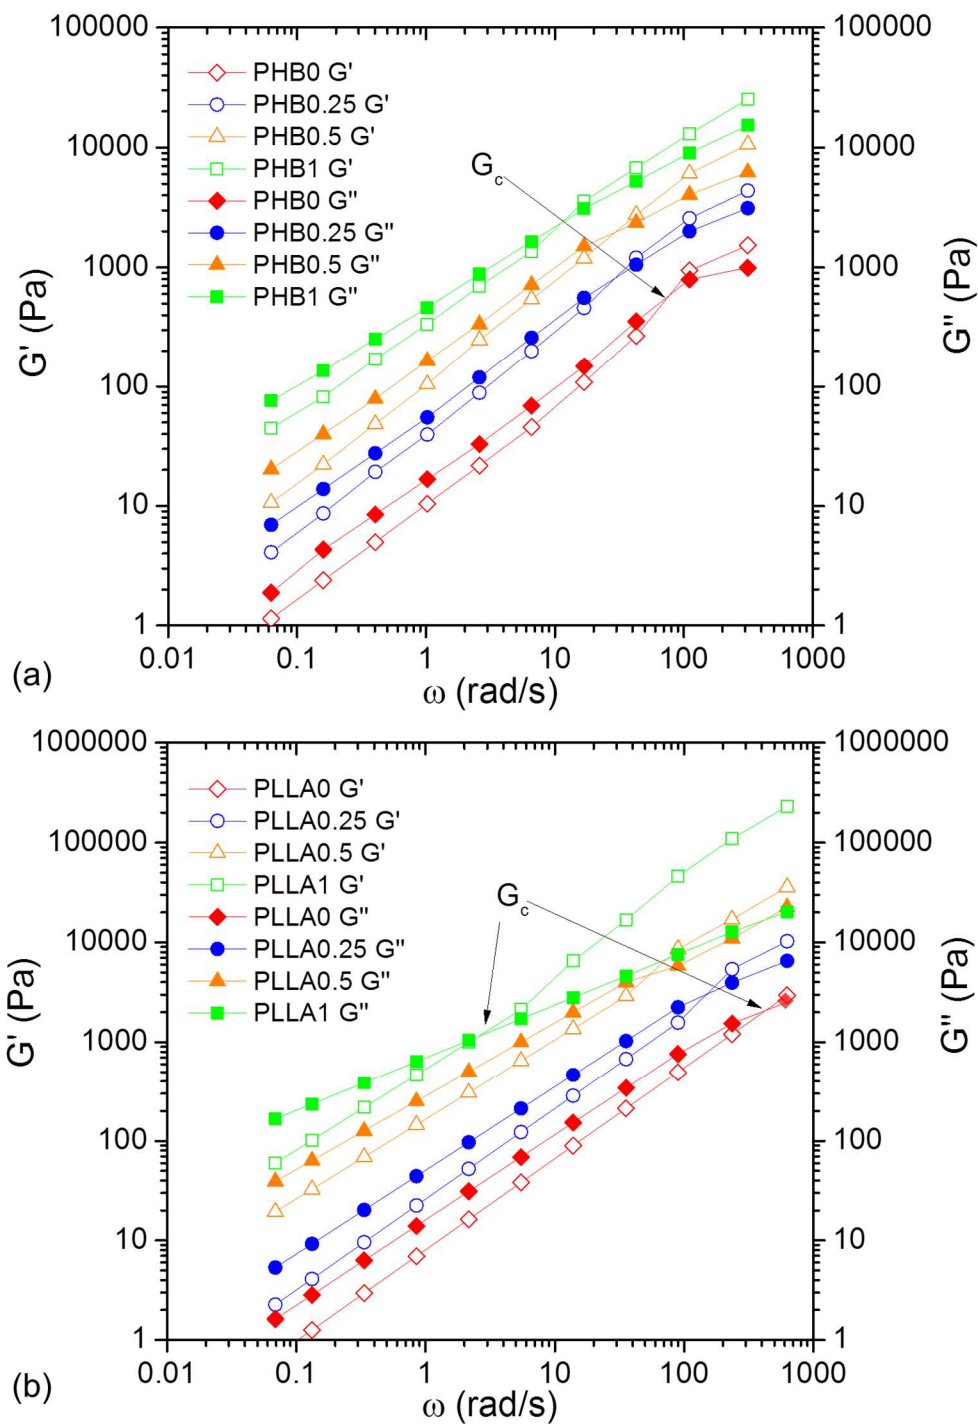 100000
100000
PHB0 G'
PHB0.25 G'
PHB0.5 G'
PHB1 G'
PHB0 G"
PHB0.25 G"
PHB0.5 G"
PHB1 G"
10000
10000
Gc
1000
1000
G' (Pa)
G" (Pa)
100
100
10
10
1
1
0.01
0.1
1
10
100
1000
(a)
ω (rad/s)
1000000
1000000
PLLA0 G'
PLLA0.25 G'
PLLA0.5 G'
PLLA1 G'
PLLA0 G"
PLLA0.25 G"
PLLA0.5 G"
PLLA1 G"
100000
100000
Gc
10000
10000
G' (Pa)
G" (Pa)
1000
1000
100
100
10
10
1
1
0.01
0.1
1
10
100
1000
(b)
ω (rad/s)